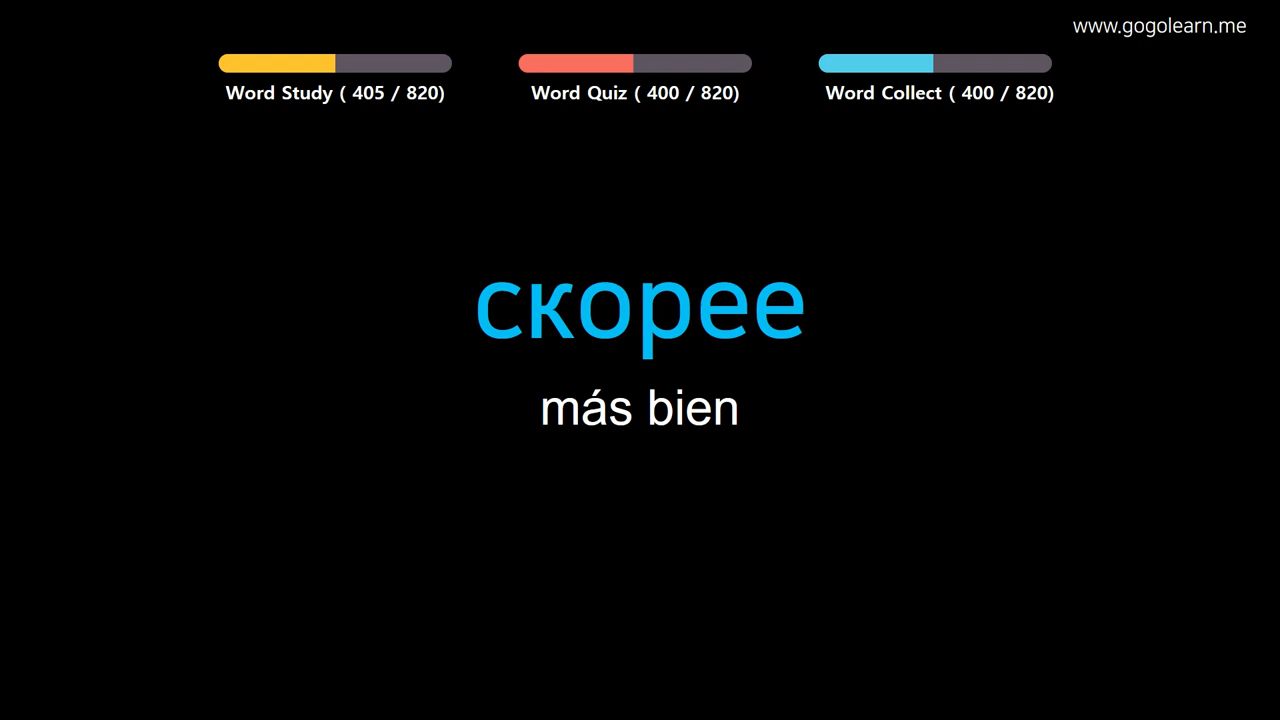 www.gogolearn.me
Word Study ( 405 / 820)
Word Quiz ( 400 / 820)
Word Collect ( 400 / 820)
скорее
más bien